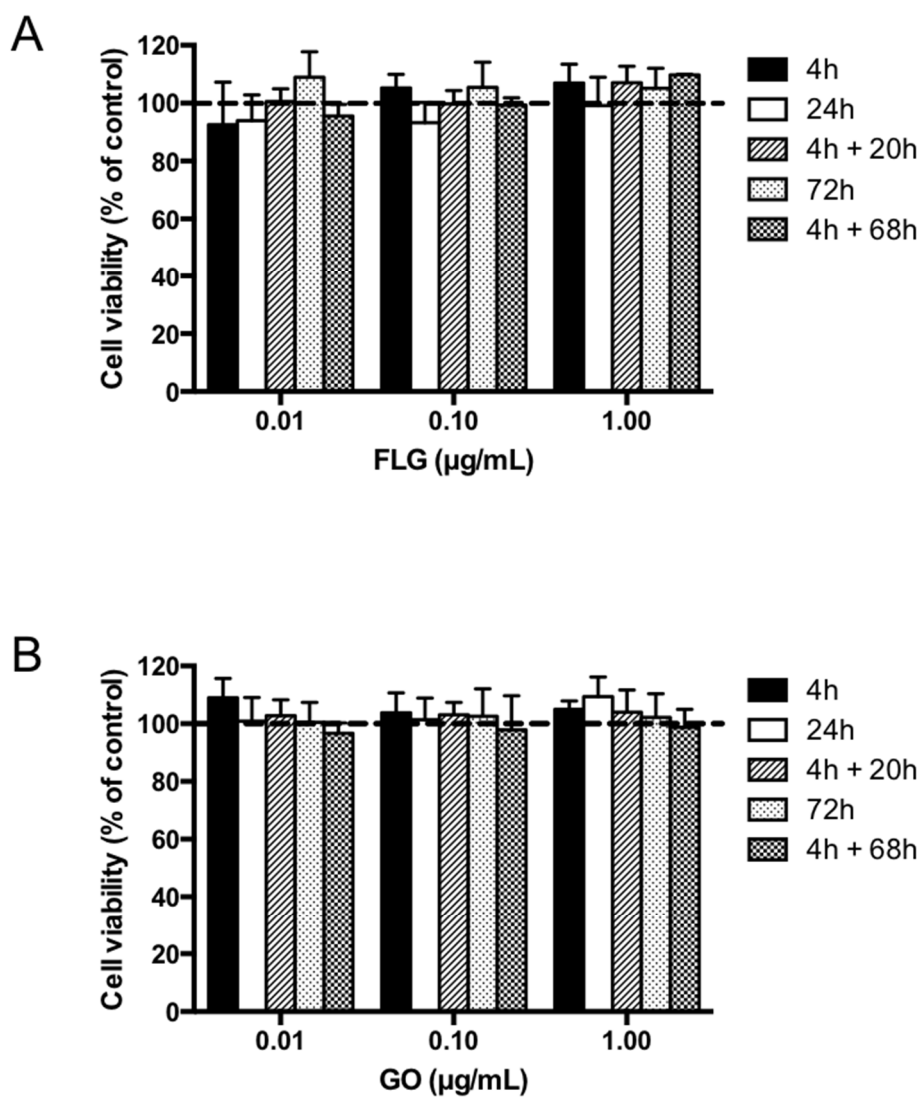 A
Cell viability (% of control)
120
100
80
60
40
20
0
0.01
0.10
1.00
FLG (µg/mL)
4h
24h
4h + 20h
72h
4h + 68h
B
Cell viability (% of control)
120
100
80
60
40
20
0
0.01
0.10
1.00
GO (µg/mL)
4h
24h
4h + 20h
72h
4h + 68h